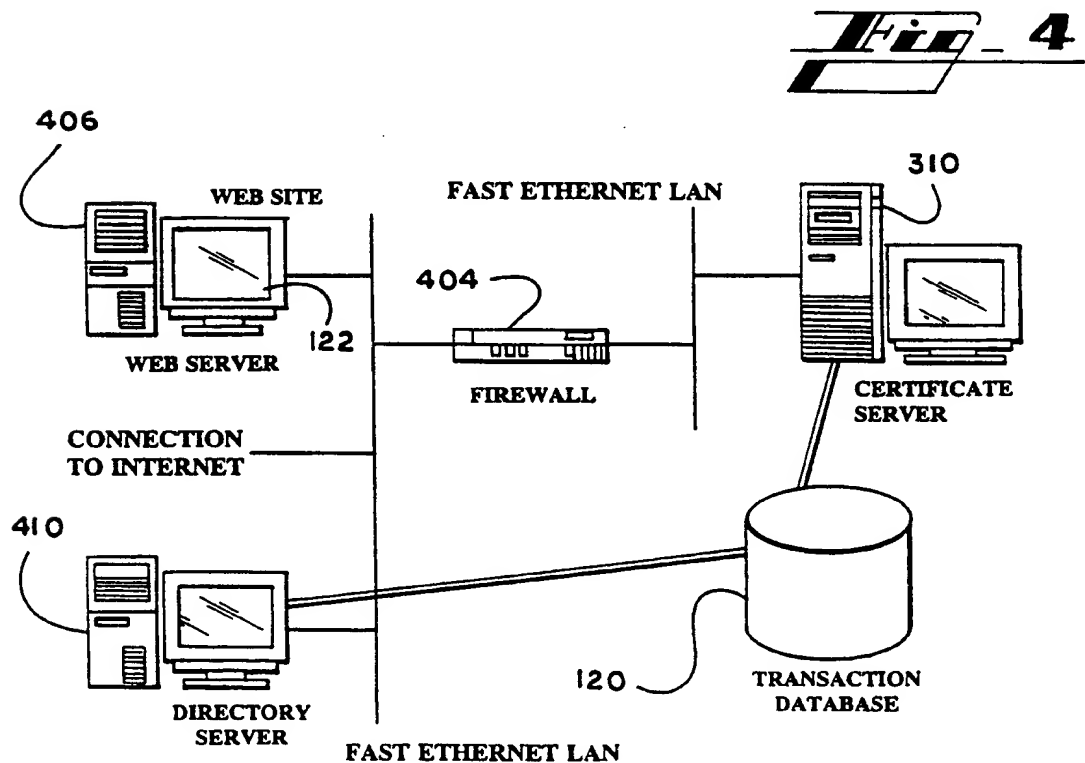 Fig_ 4
406
WEB SITE
FAST ETHERNET LAN
310
404
122
WEB SERVER
FIREWALL
CERTIFICATE
SERVER
CONNECTION
TO INTERNET
410
120
TRANSACTION
DATABASE
DIRECTORY
SERVER
FAST ETHERNET LAN